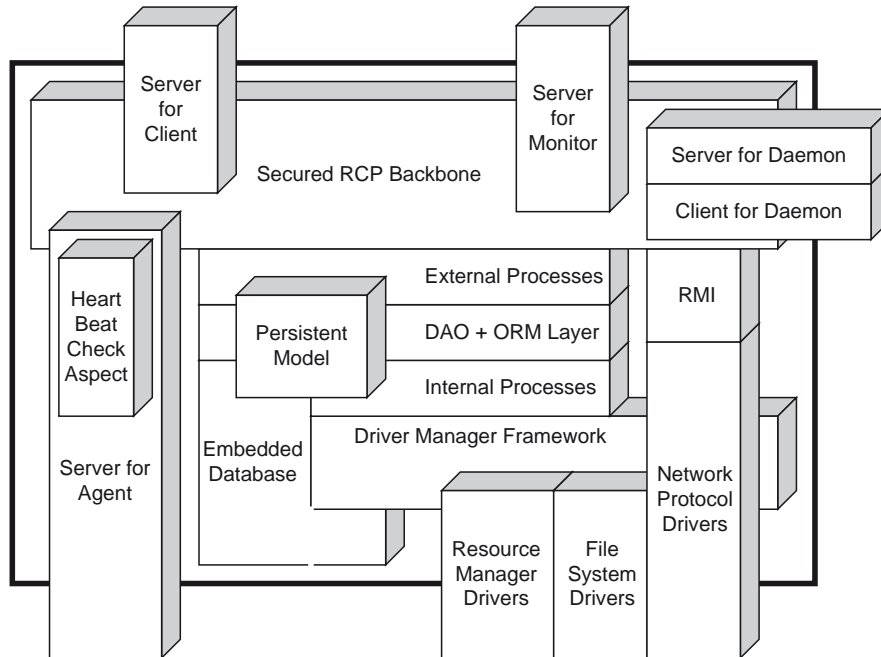 Server
for
Client
Server
for
Monitor
Server for Daemon
Secured RCP Backbone
Client for Daemon
External Processes
Heart
Beat
Check
Aspect
RMI
Persistent
Model
DAO + ORM Layer
Internal Processes
Driver Manager Framework
Embedded
Database
Server for
Agent
Network
Protocol
Drivers
Resource
Manager
Drivers
File
System
Drivers